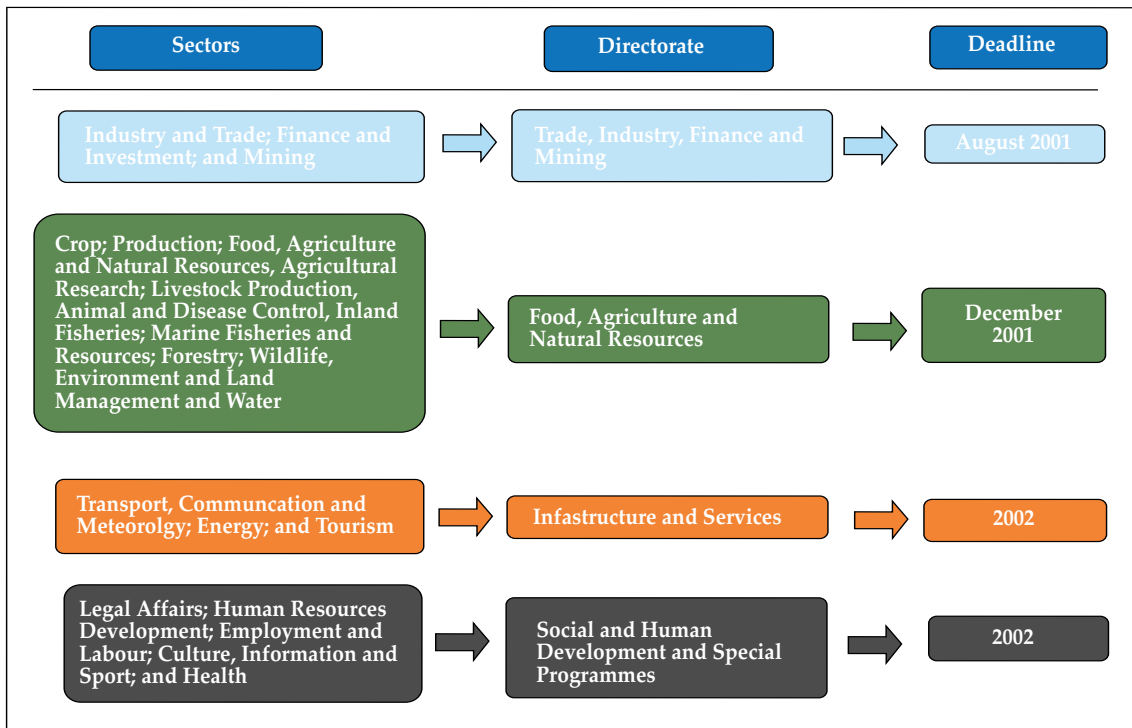 Sectors
Directorate
Deadline
Industry and Trade; Finance and
Investment; and Mining
Trade, Industry, Finance and
Mining
August 2001
Crop; Production; Food, Agriculture
and Natural Resources, Agricultural
Research; Livestock Production,
Animal and Disease Control, Inland
Fisheries; Marine Fisheries and
Resources; Forestry; Wildlife,
Environment and Land
Management and Water
Food, Agriculture and
Natural Resources
December
2001
Transport, Communcation and
Meteorolgy; Energy; and Tourism
Infastructure and Services
2002
Legal Affairs; Human Resources
Development; Employment and
Labour; Culture, Information and
Sport; and Health
Social and Human
Development and Special
Programmes
2002